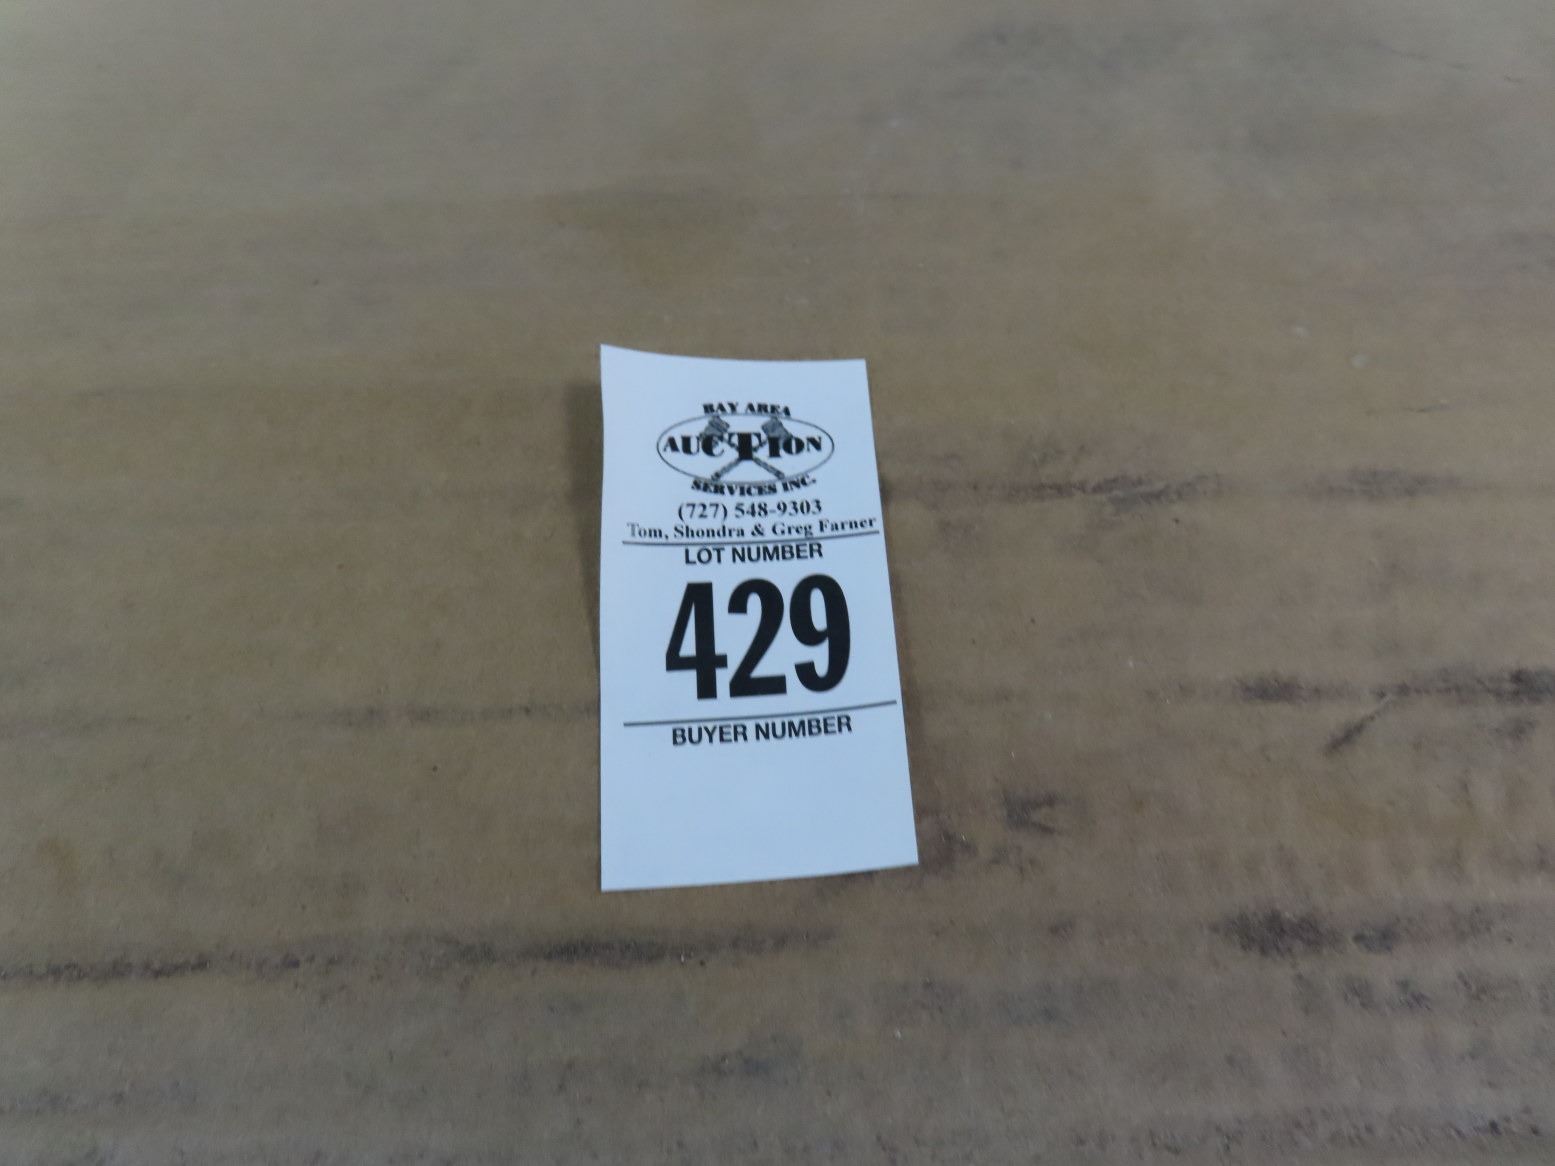 BAY AREA
AUCTION
SERVICES INC.
(727) 548-9303
Tom, Shondra & Greg Farner
LOT NUMBER
429
BUYER NUMBER